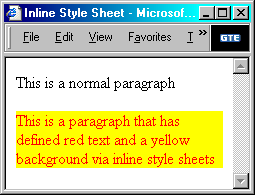 Inline Style Sheet - Microsof...
File Edit View Favorites T »
GTE
This is a normal paragraph
This is a paragraph that has
defined red text and a yellow
background via inline style sheets